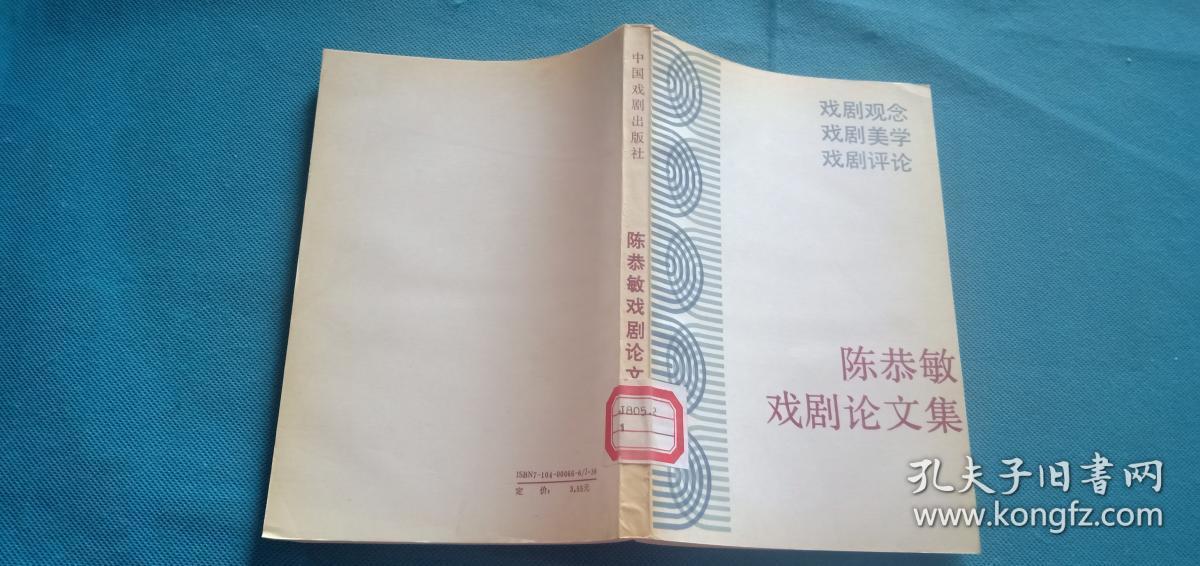 戏剧观念
戏剧美学
戏剧评论
陈恭敏
戏剧论文集
中国戏剧出版社
陈恭敏戏剧论文
J805.2
1
ISBN7-104-00066-6/J·38
定 价: 3.55元
孔夫子旧书网
www.kongfz.com